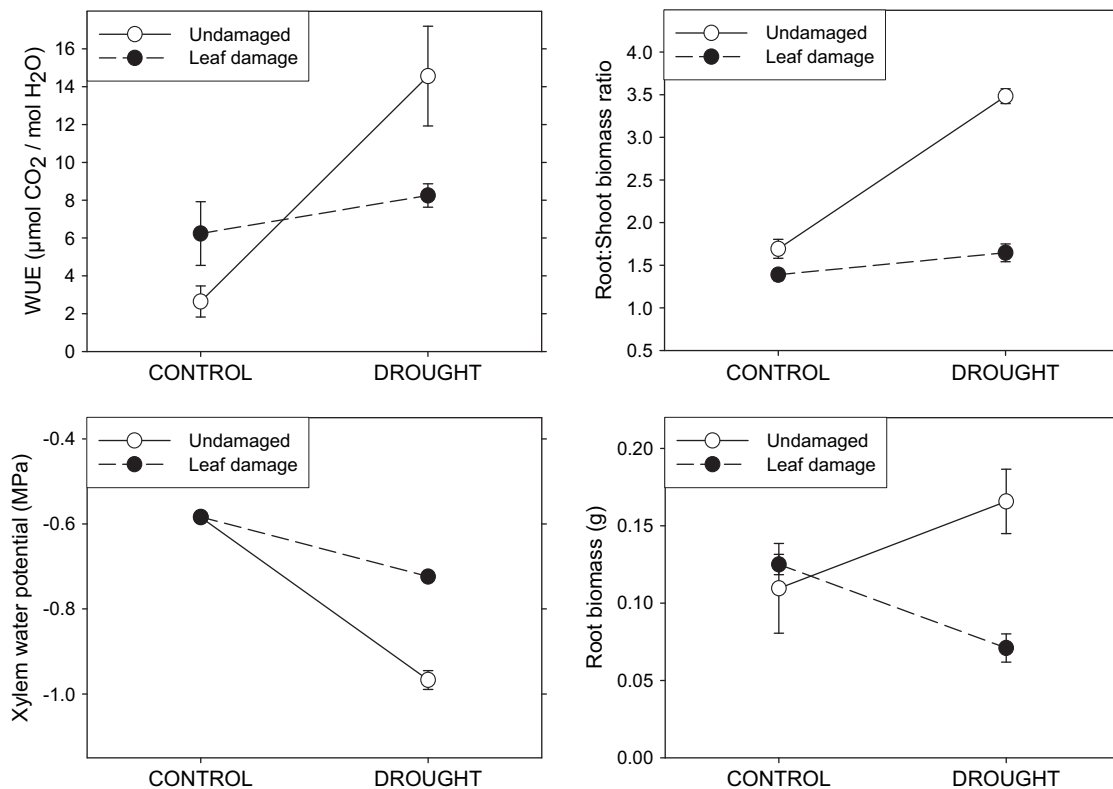 Undamaged
Leaf damage
16
14
12
10
8
6
4
2
0
WUE (µmol CO₂ / mol H₂O)
CONTROL
DROUGHT
Undamaged
Leaf damage
4.0
3.5
3.0
2.5
2.0
1.5
1.0
0.5
Root:Shoot biomass ratio
CONTROL
DROUGHT
Undamaged
Leaf damage
-0.4
-0.6
-0.8
-1.0
Xylem water potential (MPa)
CONTROL
DROUGHT
Undamaged
Leaf damage
0.20
0.15
0.10
0.05
0.00
Root biomass (g)
CONTROL
DROUGHT